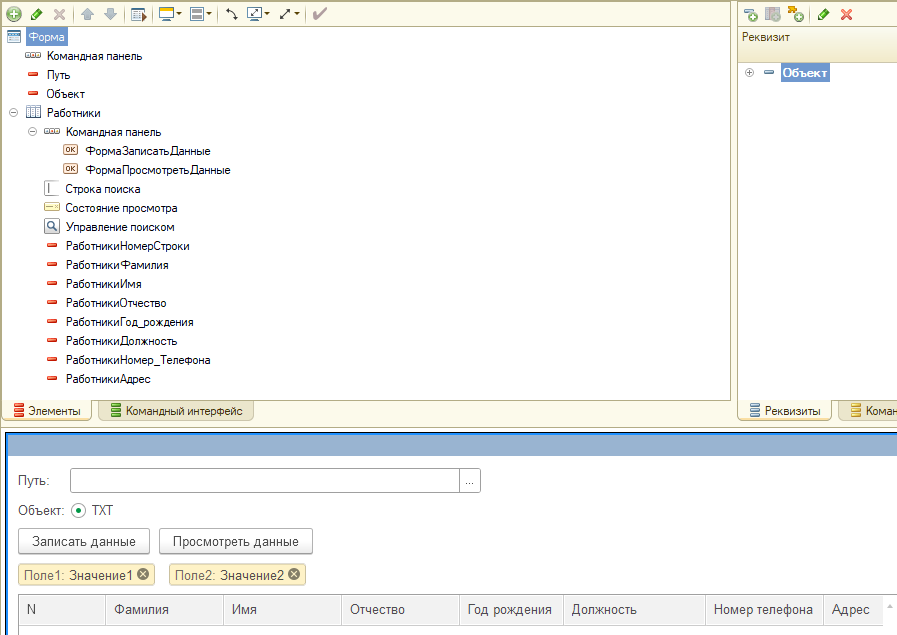 Форма
Командная панель
Путь
Объект
Работники
Командная панель
OK ФормаЗаписатьДанные
OK ФормаПросмотретьДанные
Строка поиска
Состояние просмотра
Управление поиском
РаботникиНомерСтроки
РаботникиФамилия
РаботникиИмя
РаботникиОтчество
РаботникиГод_рождения
РаботникиДолжность
РаботникиНомер_Телефона
РаботникиАдрес
Элементы Командный интерфейс
Реквизит
Объект
Реквизиты Коман
Путь: ...
Объект: TXT
Записать данные Просмотреть данные
Поле1: Значение1 Поле2: Значение2
N Фамилия Имя Отчество Год рождения Должность Номер телефона Адрес